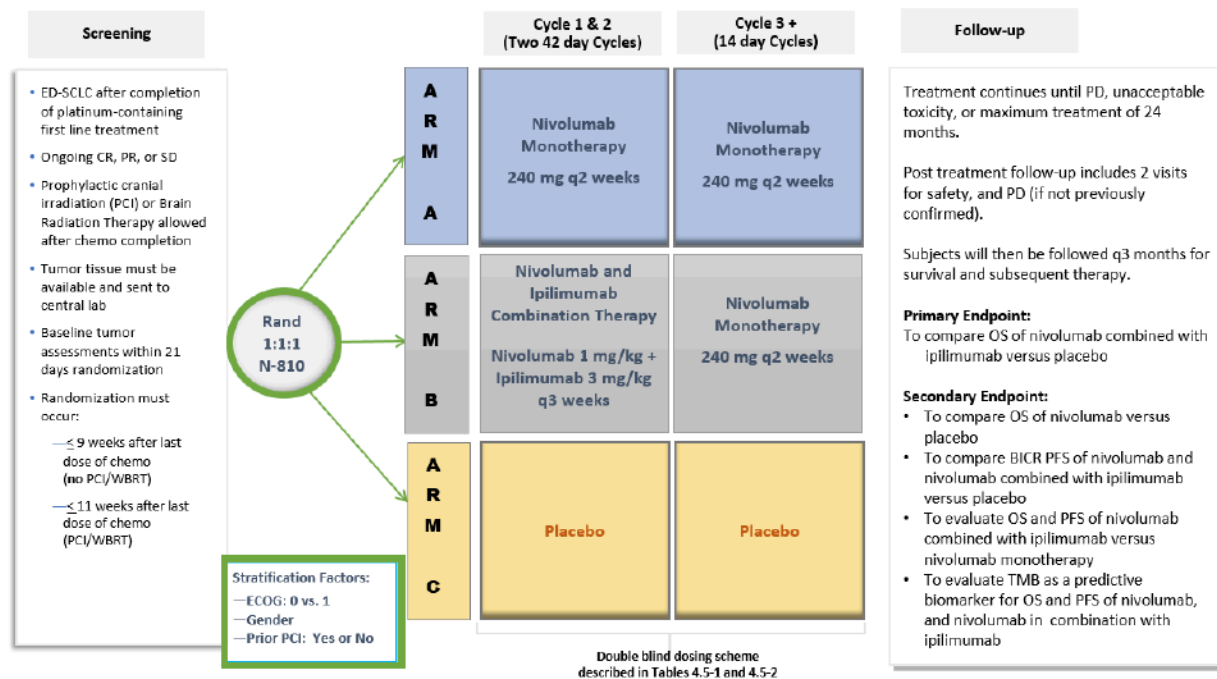 Screening
• ED-SCLC after completion
of platinum-containing
first line treatment
• Ongoing CR, PR, or SD
• Prophylactic cranial
irradiation (PCI) or Brain
Radiation Therapy allowed
after chemo completion
• Tumor tissue must be
available and sent to
central lab
• Baseline tumor
assessments within 21
days randomization
• Randomization must
occur:
—≤ 9 weeks after last
dose of chemo
(no PCI/WBRT)
—≤ 11 weeks after last
dose of chemo
(PCI/WBRT)
Rand
1:1:1
N-810
Stratification Factors:
—ECOG: 0 vs. 1
—Gender
—Prior PCI: Yes or No
Cycle 1 & 2
(Two 42 day Cycles)
Cycle 3 +
(14 day Cycles)
A
R
M
A
Nivolumab
Monotherapy
240 mg q2 weeks
Nivolumab
Monotherapy
240 mg q2 weeks
A
R
M
B
Nivolumab and
Ipilimumab
Combination Therapy
Nivolumab 1 mg/kg +
Ipilimumab 3 mg/kg
q3 weeks
Nivolumab
Monotherapy
240 mg q2 weeks
A
R
M
C
Placebo
Placebo
Double blind dosing scheme
described in Tables 4.5-1 and 4.5-2
Follow-up
Treatment continues until PD, unacceptable
toxicity, or maximum treatment of 24
months.
Post treatment follow-up includes 2 visits
for safety, and PD (if not previously
confirmed).
Subjects will then be followed q3 months for
survival and subsequent therapy.
Primary Endpoint:
To compare OS of nivolumab combined with
ipilimumab versus placebo
Secondary Endpoint:
• To compare OS of nivolumab versus
placebo
• To compare BICR PFS of nivolumab and
nivolumab combined with ipilimumab
versus placebo
• To evaluate OS and PFS of nivolumab
combined with ipilimumab versus
nivolumab monotherapy
• To evaluate TMB as a predictive
biomarker for OS and PFS of nivolumab,
and nivolumab in combination with
ipilimumab